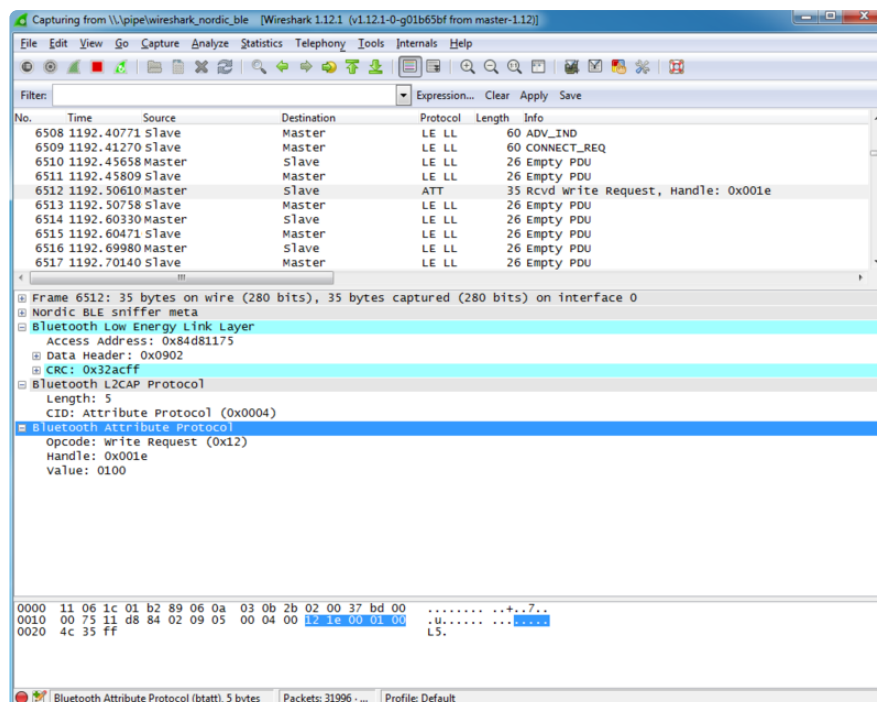 Capturing from \\.\pipe\wireshark_nordic_ble [Wireshark 1.12.1 (v1.12.1-0-g01b65bf from master-1.12)]
File Edit View Go Capture Analyze Statistics Telephony Tools Internals Help
Filter: Expression... Clear Apply Save
No. Time Source Destination Protocol Length Info
6508 1192.40771 Slave Master LE LL 60 ADV_IND
6509 1192.41270 Slave Master LE LL 60 CONNECT_REQ
6510 1192.45658 Master Slave LE LL 26 Empty PDU
6511 1192.45809 Slave Master LE LL 26 Empty PDU
6512 1192.50610 Master Slave ATT 35 Rcvd Write Request, Handle: 0x001e
6513 1192.50758 Slave Master LE LL 26 Empty PDU
6514 1192.60330 Master Slave LE LL 26 Empty PDU
6515 1192.60471 Slave Master LE LL 26 Empty PDU
6516 1192.69980 Master Slave LE LL 26 Empty PDU
6517 1192.70140 Slave Master LE LL 26 Empty PDU
Frame 6512: 35 bytes on wire (280 bits), 35 bytes captured (280 bits) on interface 0
Nordic BLE sniffer meta
Bluetooth Low Energy Link Layer
Access Address: 0x84d81175
Data Header: 0x0902
CRC: 0x32acff
Bluetooth L2CAP Protocol
Length: 5
CID: Attribute Protocol (0x0004)
Bluetooth Attribute Protocol
Opcode: Write Request (0x12)
Handle: 0x001e
Value: 0100
0000 11 06 1c 01 b2 89 06 0a 03 0b 2b 02 00 37 bd 00 ........ ..+..7..
0010 00 75 11 d8 84 02 09 05 00 04 00 12 1e 00 01 00 .u...... ........
0020 4c 35 ff L5.
Bluetooth Attribute Protocol (btatt), 5 bytes Packets: 31996 · ... Profile: Default